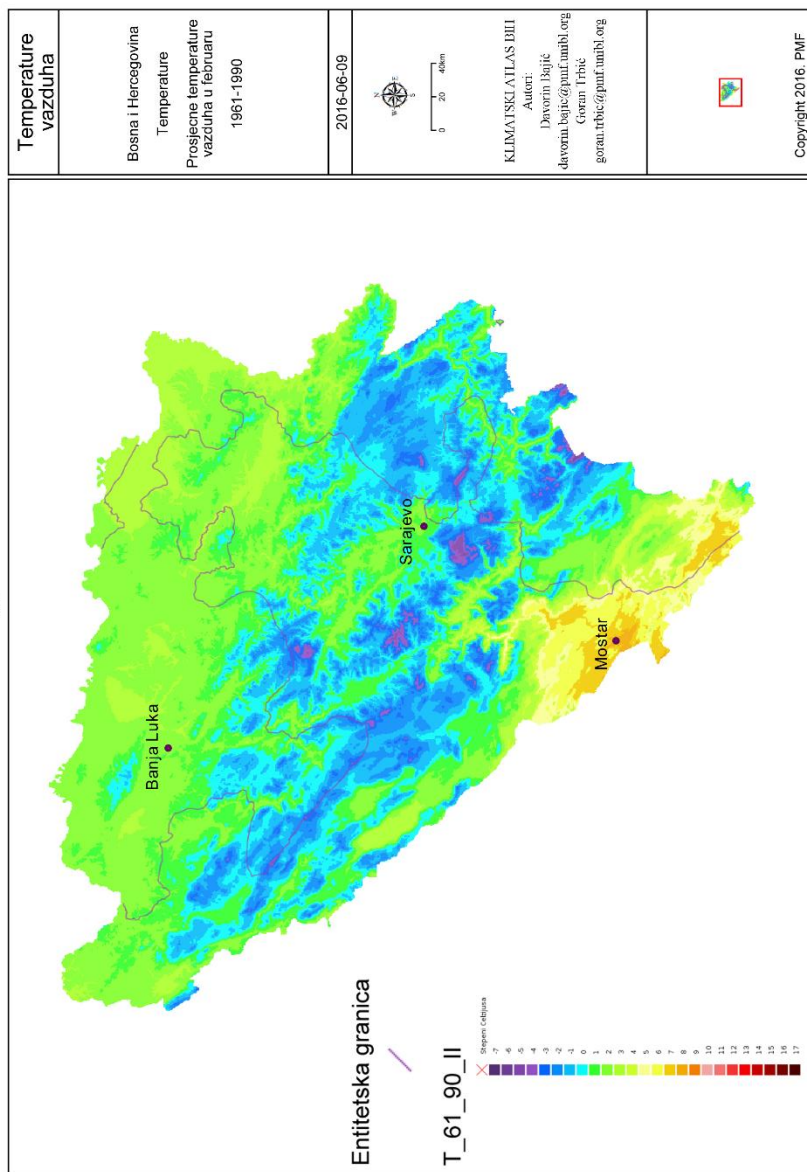 Temperature
vazduha
Bosna i Hercegovina
Temperature
Prosjecne temperature
vazduha u februaru
1961-1990
2016-06-09
N
E
S
W
0
20
40km
KLIMATSKI ATLAS BIH
Autori:
Davorin Bajić
davorin.bajic@pmf.unibl.org
Goran Trbić
goran.trbic@pmf.unibl.org
Copyright 2016. PMF
Banja Luka
Sarajevo
Mostar
Entitetska granica
T_61_90_II
Stepeni Celzijusa
-7
-6
-5
-4
-3
-2
-1
0
1
2
3
4
5
6
7
8
9
10
11
12
13
14
15
16
17